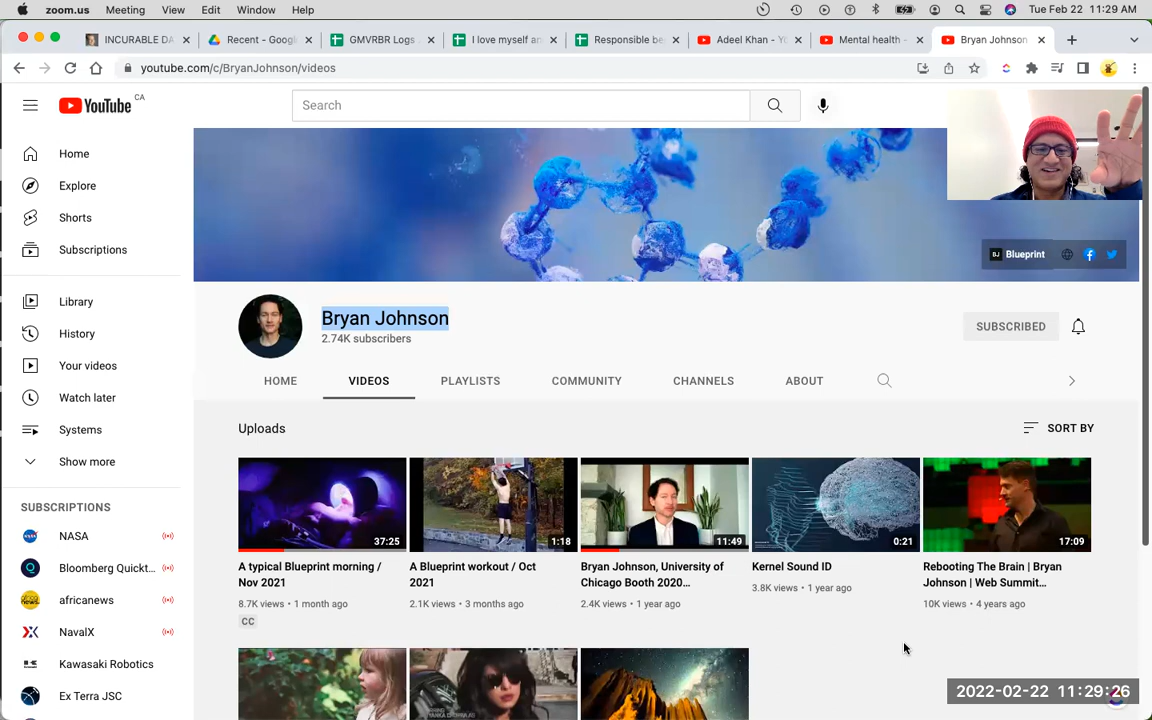 zoom.us Meeting View Edit Window Help Tue Feb 22 11:29 AM
INCURABLE DA Recent - Googl GMVRBR Logs I love myself an Responsible be Adeel Khan - Y Mental health - Bryan Johnson
youtube.com/c/BryanJohnson/videos
YouTube CA
Search
Home
Explore
Shorts
Subscriptions
Library
History
Your videos
Watch later
Systems
Show more
SUBSCRIPTIONS
NASA
Bloomberg Quickt...
africanews
NavalX
Kawasaki Robotics
Ex Terra JSC
BJ Blueprint
Bryan Johnson
2.74K subscribers
SUBSCRIBED
HOME VIDEOS PLAYLISTS COMMUNITY CHANNELS ABOUT
Uploads
SORT BY
37:25
A typical Blueprint morning /
Nov 2021
8.7K views • 1 month ago
CC
1:18
A Blueprint workout / Oct
2021
2.1K views • 3 months ago
11:49
Bryan Johnson, University of
Chicago Booth 2020...
2.4K views • 1 year ago
0:21
Kernel Sound ID
3.8K views • 1 year ago
17:09
Rebooting The Brain | Bryan
Johnson | Web Summit...
10K views • 4 years ago
2022-02-22 11:29:26